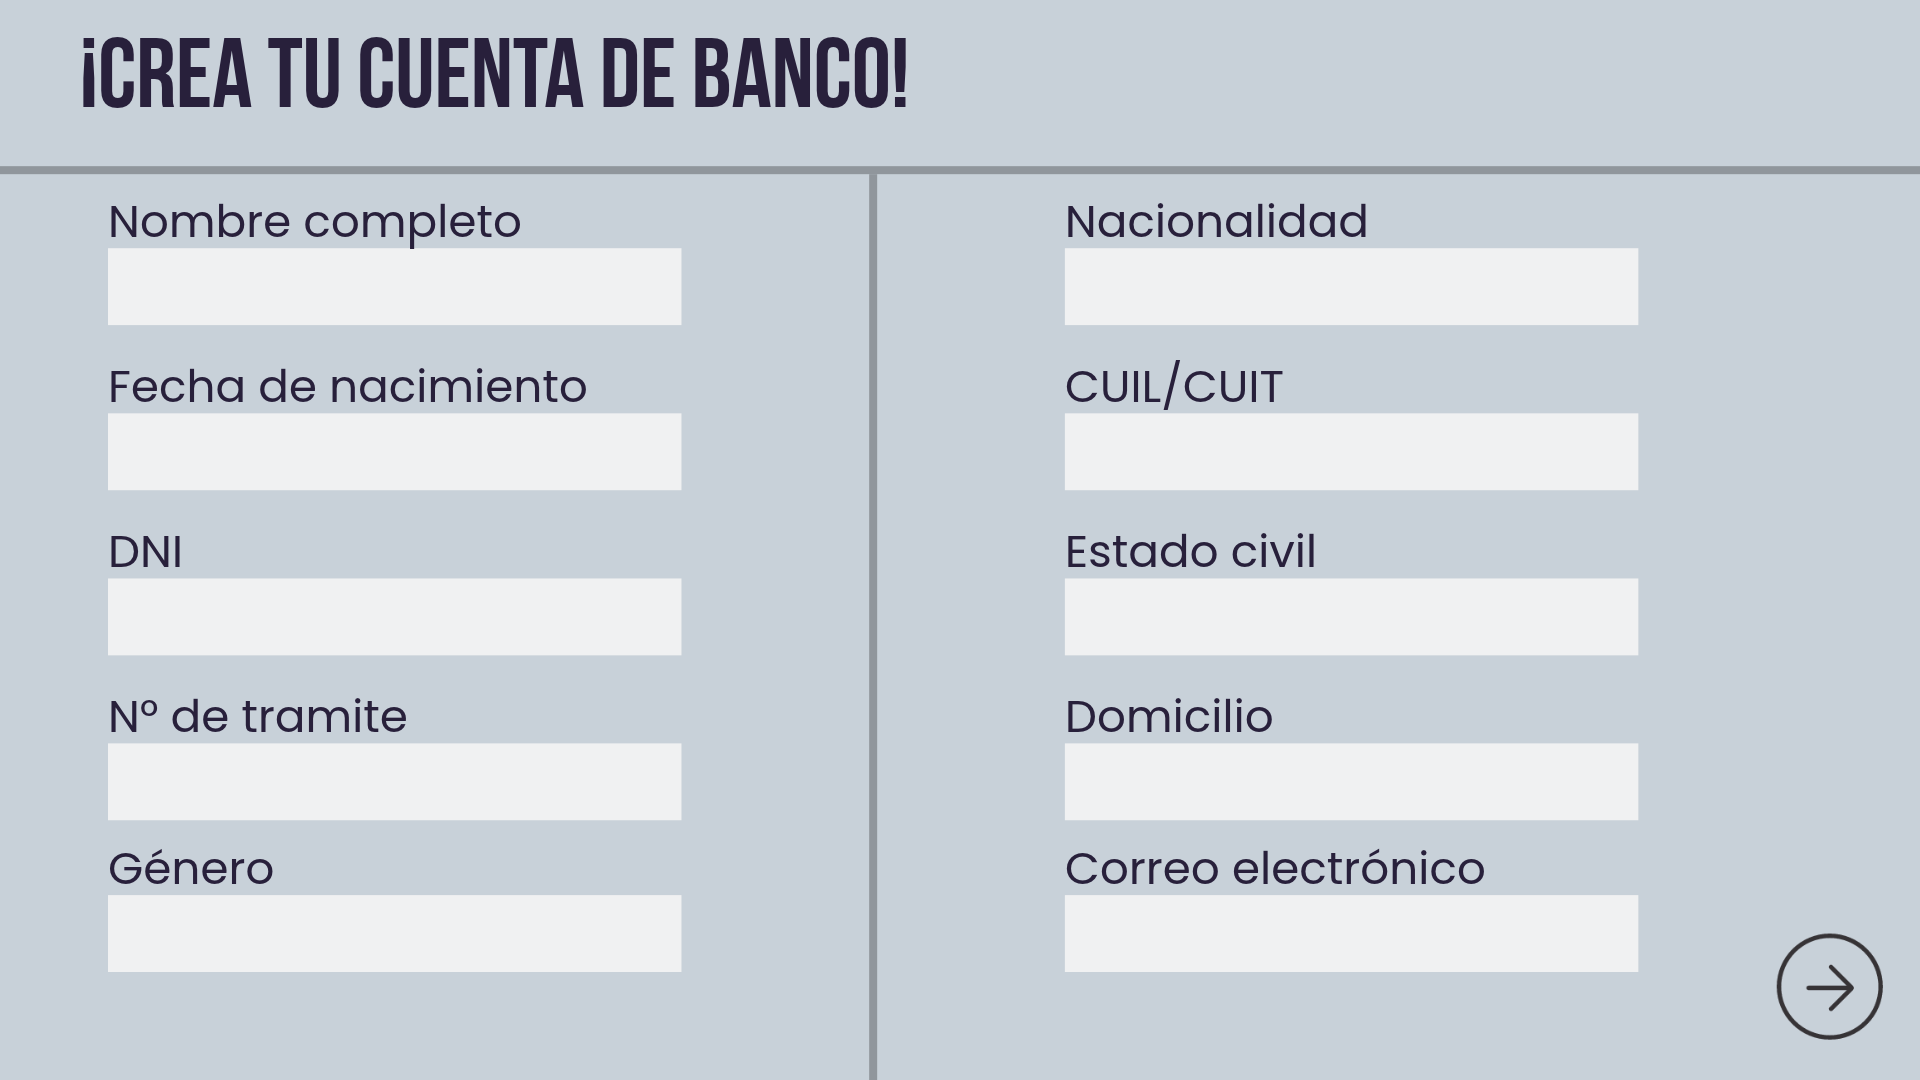 ¡CREA TU CUENTA DE BANCO!
Nombre completo
Fecha de nacimiento
DNI
Nº de tramite
Género
Nacionalidad
CUIL/CUIT
Estado civil
Domicilio
Correo electrónico